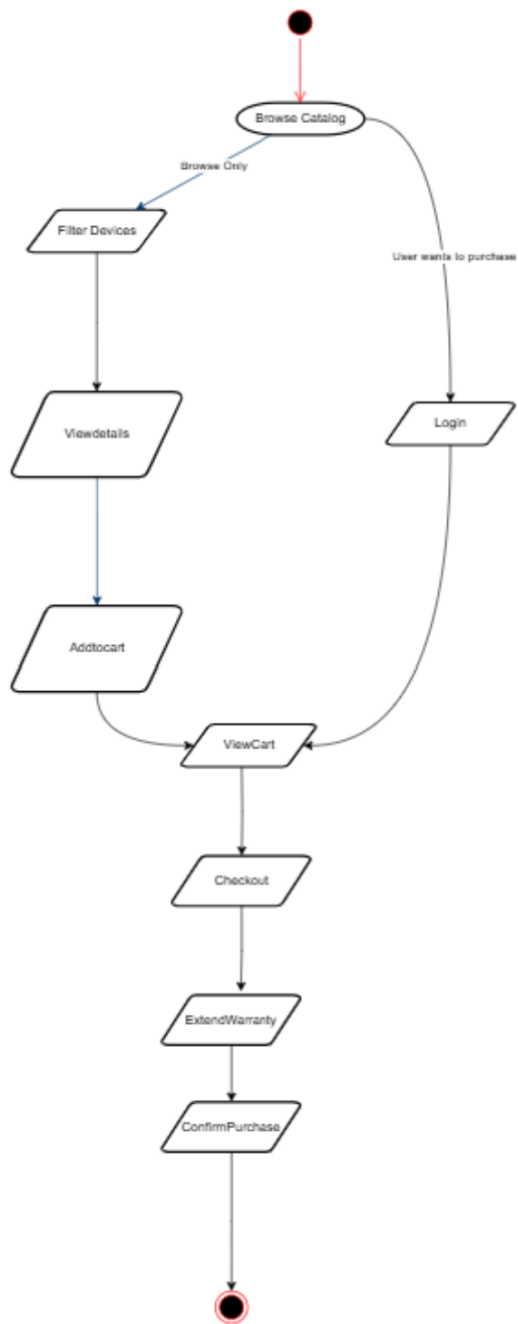 Browse Catalog
Browse Only
Filter Devices
User wants to purchase
Login
Viewdetails
Addtocart
ViewCart
Checkout
ExtendWarranty
ConfirmPurchase